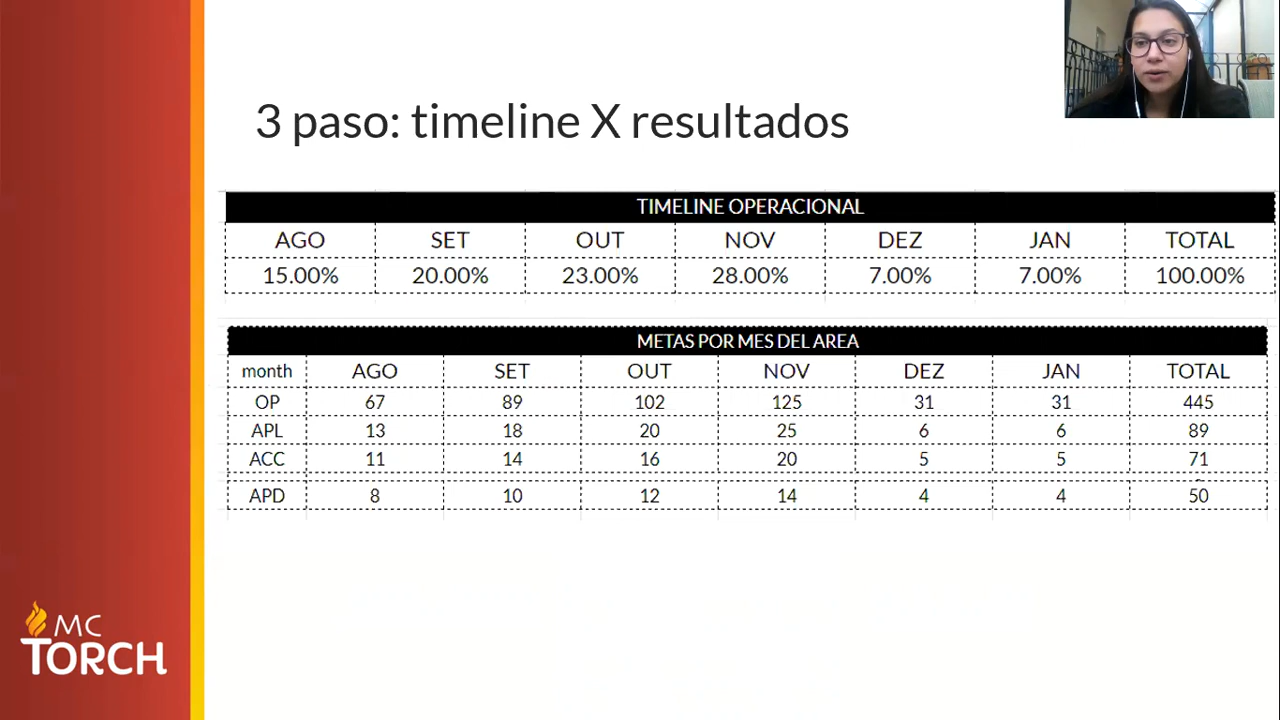 3 paso: timeline X resultados
TIMELINE OPERACIONAL
AGO SET OUT NOV DEZ JAN TOTAL
15.00% 20.00% 23.00% 28.00% 7.00% 7.00% 100.00%
METAS POR MES DEL AREA
month AGO SET OUT NOV DEZ JAN TOTAL
OP 67 89 102 125 31 31 445
APL 13 18 20 25 6 6 89
ACC 11 14 16 20 5 5 71
APD 8 10 12 14 4 4 50
MC
TORCH